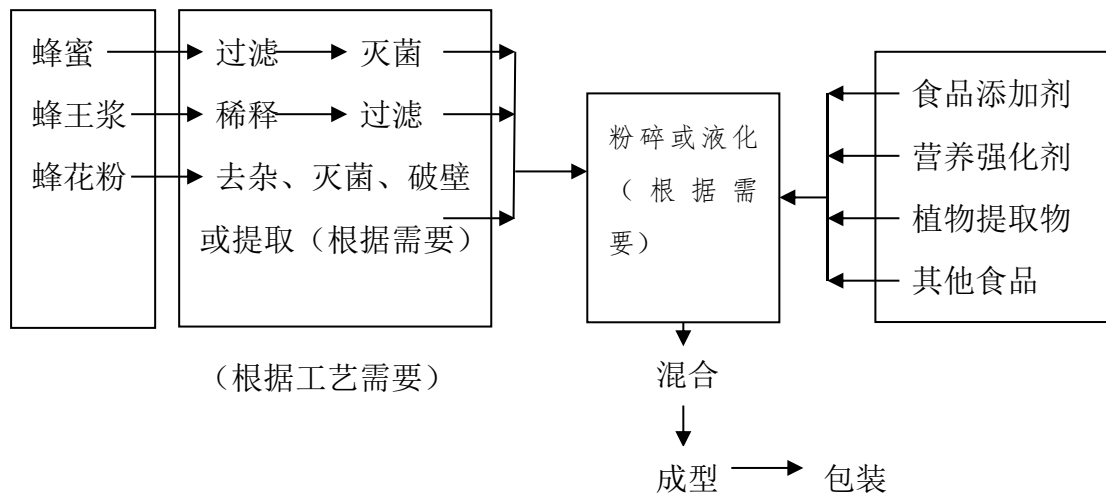 蜂蜜
蜂王浆
蜂花粉
过滤
灭菌
稀释
过滤
去杂、灭菌、破壁
或提取（根据需要）
（根据工艺需要）
粉碎或液化
（根据需
要）
食品添加剂
营养强化剂
植物提取物
其他食品
混合
成型
包装